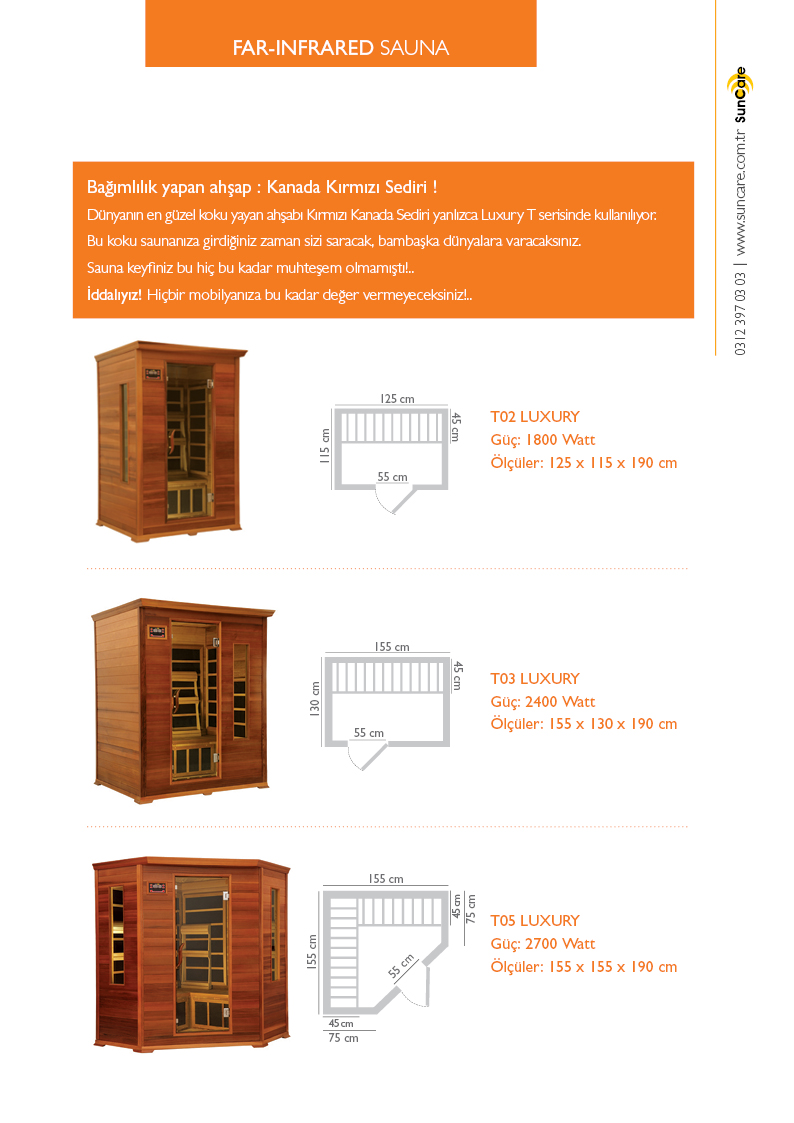 FAR-INFRARED SAUNA
0312 397 03 03 | www.suncare.com.tr SunCare
Bağımlılık yapan ahşap : Kanada Kırmızı Sediri !
Dünyanın en güzel koku yayan ahşabı Kırmızı Kanada Sediri yanlızca Luxury T serisinde kullanılıyor.
Bu koku saunanıza girdiğiniz zaman sizi saracak, bambaşka dünyalara varacaksınız.
Sauna keyfiniz bu hiç bu kadar muhteşem olmamıştı!..
İddalıyız! Hiçbir mobilyanıza bu kadar değer vermeyeceksiniz!..
125 cm
45 cm
115 cm
55 cm
T02 LUXURY
Güç: 1800 Watt
Ölçüler: 125 x 115 x 190 cm
155 cm
45 cm
130 cm
55 cm
T03 LUXURY
Güç: 2400 Watt
Ölçüler: 155 x 130 x 190 cm
155 cm
45 cm
75 cm
155 cm
55 cm
45 cm
75 cm
T05 LUXURY
Güç: 2700 Watt
Ölçüler: 155 x 155 x 190 cm